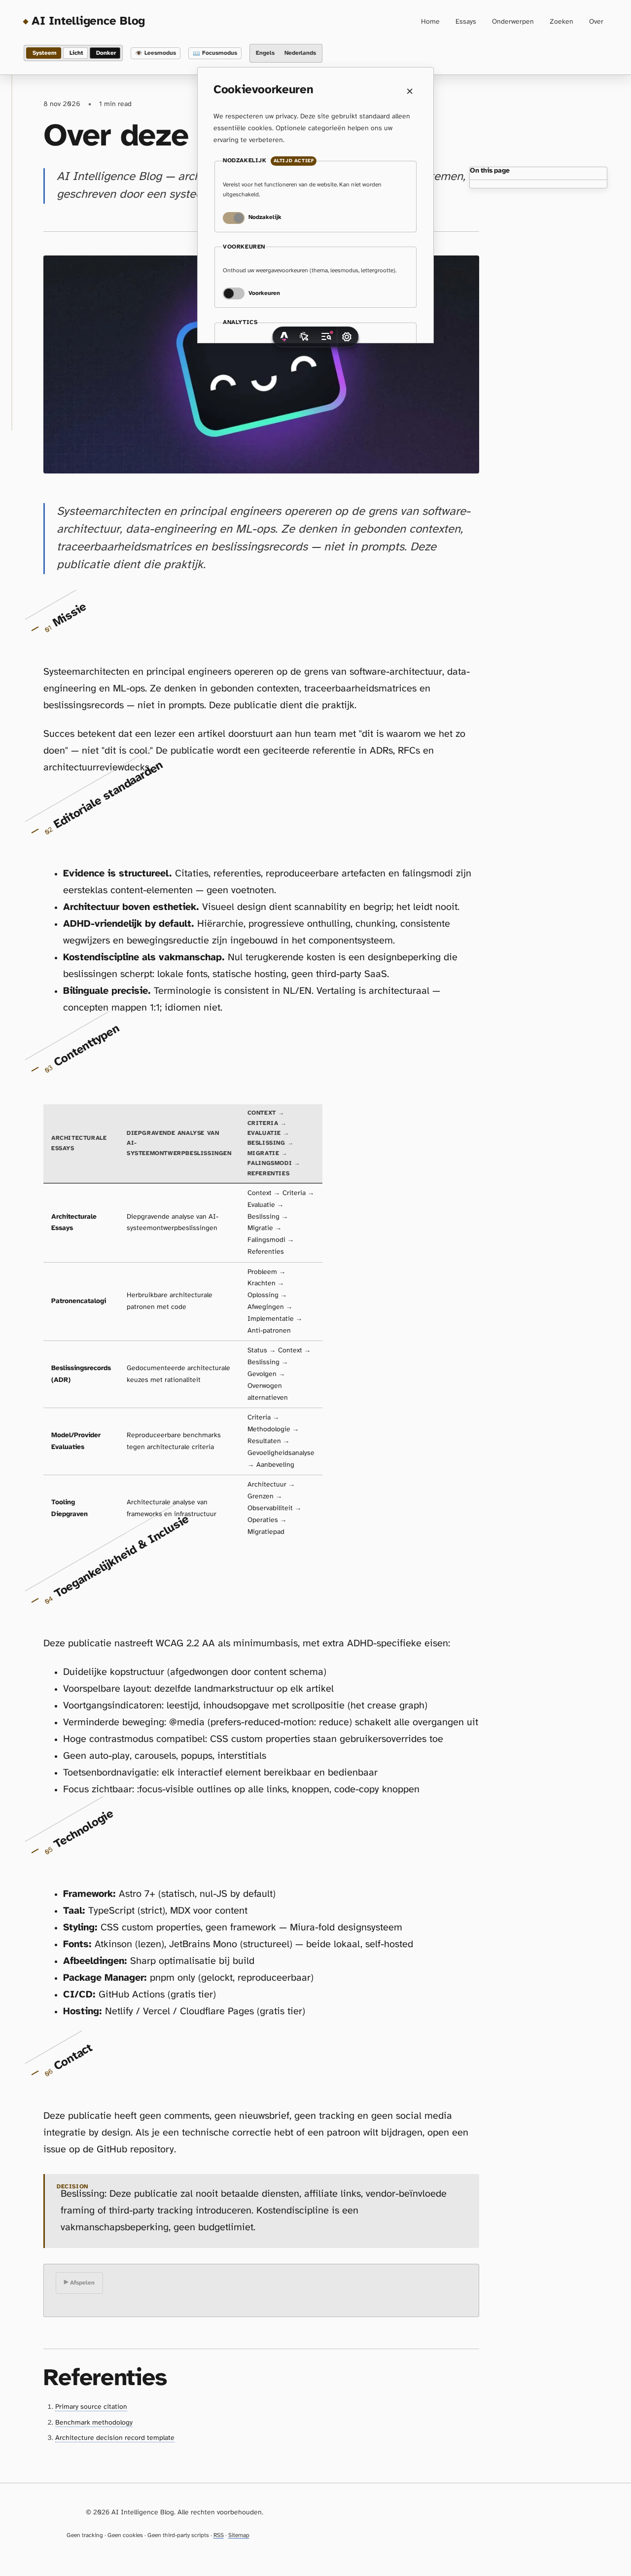 ◆ AI Intelligence Blog
Home Essays Onderwerpen Zoeken Over
Systeem Licht Donker Leesmodus Focusmodus Engels Nederlands
8 nov 2026 • 1 min read
Over deze
AI Intelligence Blog — arch
emen,
geschreven door een systee
On this page
Cookievoorkeuren ✕
We respecteren uw privacy. Deze site gebruikt standaard alleen
essentiële cookies. Optionele categorieën helpen ons uw
ervaring te verbeteren.
NODZAKELIJK ALTIJD ACTIEF
Vereist voor het functioneren van de website. Kan niet worden
uitgeschakeld.
Nodzakelijk
VOORKEUREN
Onthoud uw weergavevoorkeuren (thema, leesmodus, lettergrootte).
Voorkeuren
ANALYTICS
Systeemarchitecten en principal engineers opereren op de grens van software-
architectuur, data-engineering en ML-ops. Ze denken in gebonden contexten,
traceerbaarheidsmatrices en beslissingsrecords — niet in prompts. Deze
publicatie dient die praktijk.
01 Missie
Systeemarchitecten en principal engineers opereren op de grens van software-architectuur, data-
engineering en ML-ops. Ze denken in gebonden contexten, traceerbaarheidsmatrices en
beslissingsrecords — niet in prompts. Deze publicatie dient die praktijk.
Succes betekent dat een lezer een artikel doorstuurt aan hun team met "dit is waarom we het zo
doen" — niet "dit is cool." De publicatie wordt een geciteerde referentie in ADRs, RFCs en
architectuurreviewdecks.
02 Editoriale standaarden
• Evidence is structureel. Citaties, referenties, reproduceerbare artefacten en falingsmodi zijn
eersteklas content-elementen — geen voetnoten.
• Architectuur boven esthetiek. Visueel design dient scannability en begrip; het leidt nooit.
• ADHD-vriendelijk by default. Hiërarchie, progressieve onthulling, chunking, consistente
wegwijzers en bewegingsreductie zijn ingebouwd in het componentsysteem.
• Kostendiscipline als vakmanschap. Nul terugkerende kosten is een designbeperking die
beslissingen scherpt: lokale fonts, statische hosting, geen third-party SaaS.
• Bilinguale precisie. Terminologie is consistent in NL/EN. Vertaling is architecturaal —
concepten mappen 1:1; idiomen niet.
03 Contenttypen
ARCHITECTURALE
ESSAYS
DIEPGRAVENDE ANALYSE VAN
AI-
SYSTEEMONTWERPBESLISSINGEN
CONTEXT →
CRITERIA →
EVALUATIE →
BESLISSING →
MIGRATIE →
FALINGSMODI →
REFERENTIES
Architecturale
Essays
Diepgravende analyse van AI-
systeemontwerpbeslissingen
Context → Criteria →
Evaluatie →
Beslissing →
Migratie →
Falingsmodi →
Referenties
Patronencatalogi
Herbruikbare architecturale
patronen met code
Probleem →
Krachten →
Oplossing →
Afwegingen →
Implementatie →
Anti-patronen
Beslissingsrecords
(ADR)
Gedocumenteerde architecturale
keuzes met rationaliteit
Status → Context →
Beslissing →
Gevolgen →
Overwogen
alternatieven
Model/Provider
Evaluaties
Reproduceerbare benchmarks
tegen architecturale criteria
Criteria →
Methodologie →
Resultaten →
Gevoeligheidsanalyse
→ Aanbeveling
Tooling
Diepgraven
Architecturale analyse van
frameworks en infrastructuur
Architectuur →
Grenzen →
Observabiliteit →
Operaties →
Migratiepad
04 Toegankelijkheid & Inclusie
Deze publicatie nastreeft WCAG 2.2 AA als minimumbasis, met extra ADHD-specifieke eisen:
• Duidelijke kopstructuur (afgedwongen door content schema)
• Voorspelbare layout: dezelfde landmarkstructuur op elk artikel
• Voortgangsindicatoren: leestijd, inhoudsopgave met scrollpositie (het crease graph)
• Verminderde beweging: @media (prefers-reduced-motion: reduce) schakelt alle overgangen uit
• Hoge contrastmodus compatibel: CSS custom properties staan gebruikersoverrides toe
• Geen auto-play, carousels, popups, interstitials
• Toetsenbordnavigatie: elk interactief element bereikbaar en bedienbaar
• Focus zichtbaar: :focus-visible outlines op alle links, knoppen, code-copy knoppen
05 Technologie
• Framework: Astro 7+ (statisch, nul-JS by default)
• Taal: TypeScript (strict), MDX voor content
• Styling: CSS custom properties, geen framework — Miura-fold designsysteem
• Fonts: Atkinson (lezen), JetBrains Mono (structureel) — beide lokaal, self-hosted
• Afbeeldingen: Sharp optimalisatie bij build
• Package Manager: pnpm only (gelockt, reproduceerbaar)
• CI/CD: GitHub Actions (gratis tier)
• Hosting: Netlify / Vercel / Cloudflare Pages (gratis tier)
06 Contact
Deze publicatie heeft geen comments, geen nieuwsbrief, geen tracking en geen social media
integratie by design. Als je een technische correctie hebt of een patroon wilt bijdragen, open een
issue op de GitHub repository.
DECISION
Beslissing: Deze publicatie zal nooit betaalde diensten, affiliate links, vendor-beïnvloede
framing of third-party tracking introduceren. Kostendiscipline is een
vakmanschapsbeperking, geen budgetlimiet.
▶ Afspelen
Referenties
1. Primary source citation
2. Benchmark methodology
3. Architecture decision record template
© 2026 AI Intelligence Blog. Alle rechten voorbehouden.
Geen tracking · Geen cookies · Geen third-party scripts · RSS · Sitemap